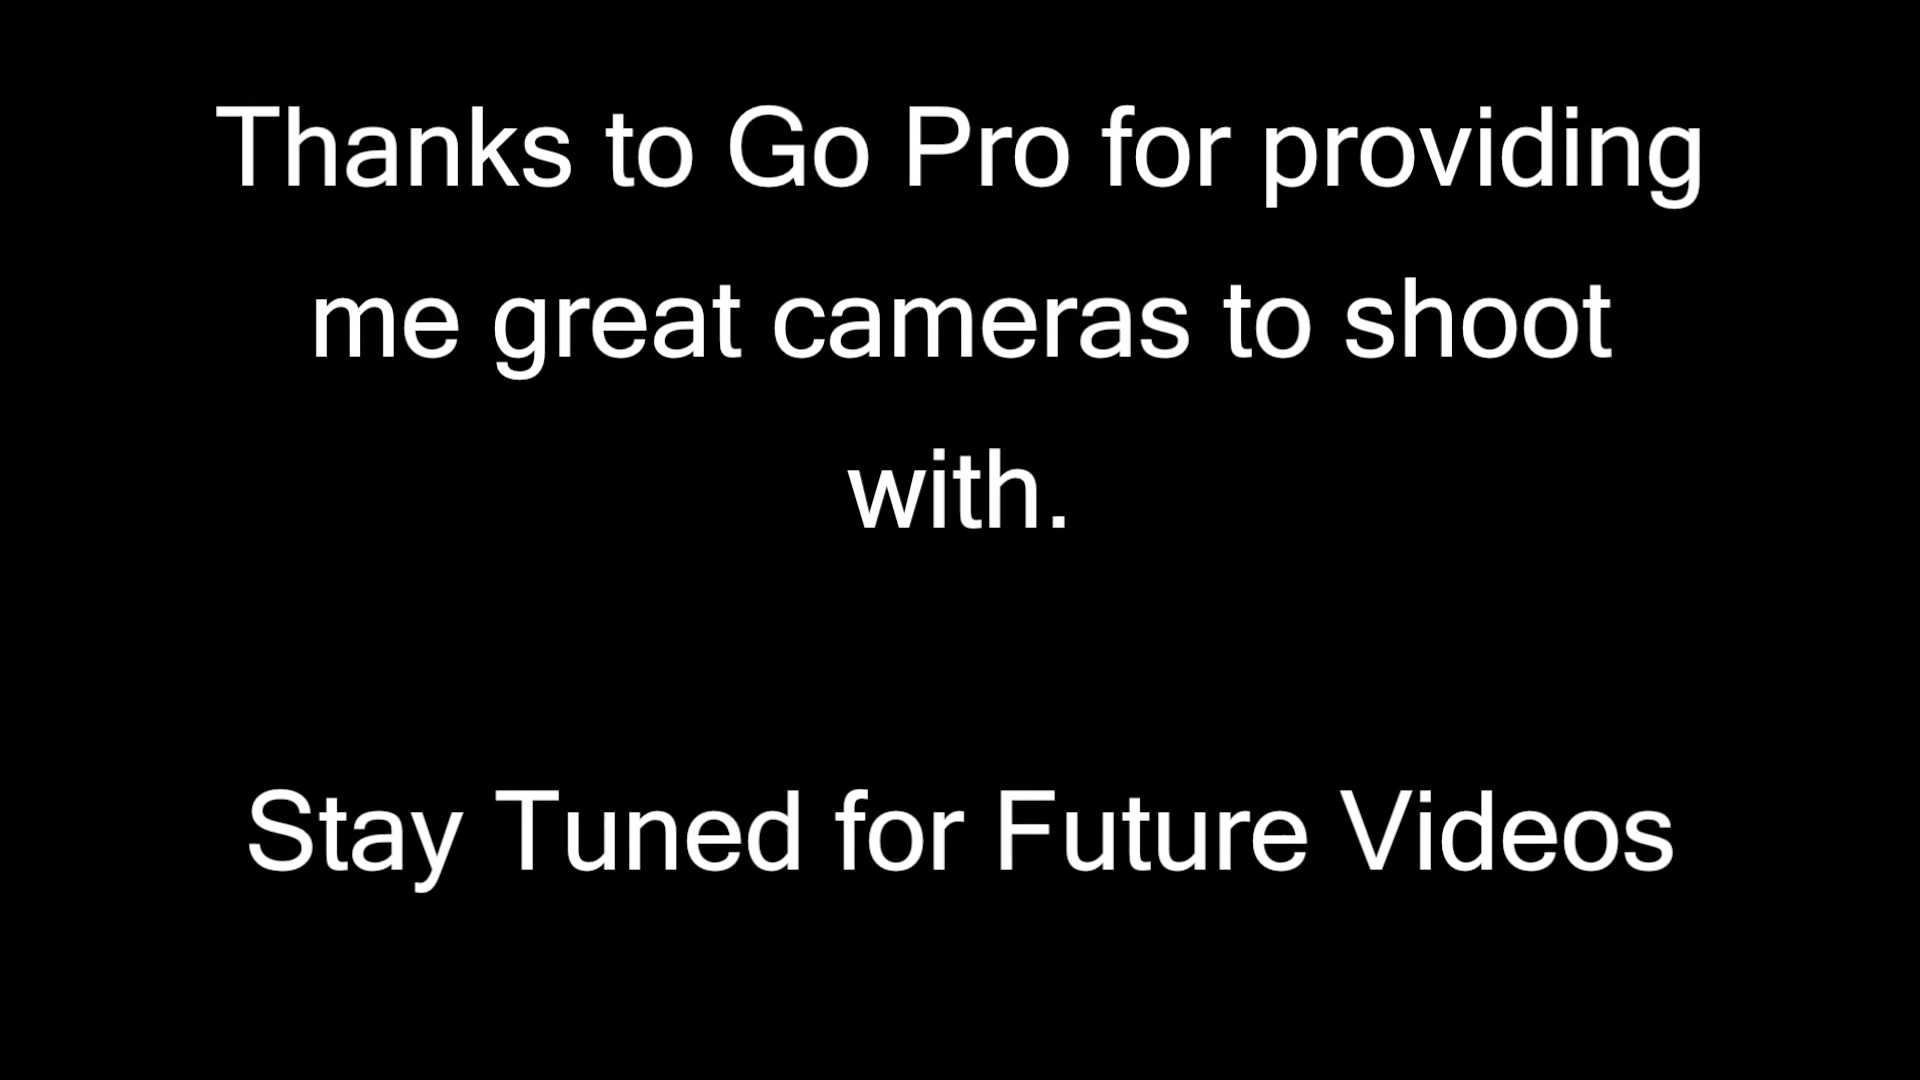 Thanks to Go Pro for providing
me great cameras to shoot
with.
Stay Tuned for Future Videos